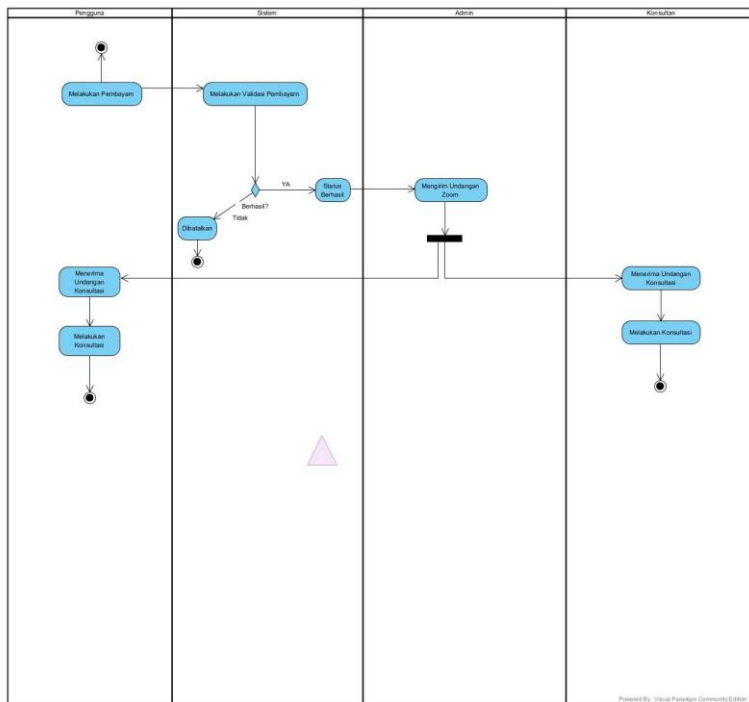 Pengguna
Sistem
Admin
Konsultan
Melakukan Pembayarn
Melakukan Validasi Pembayarn
YA
Status
Berhasil
Mengirim Undangan
Zoom
Berhasil?
Tidak
Dibatalkan
Menerima
Undangan
Konsultasi
Menerima Undangan
Konsultasi
Melakukan
Konsultasi
Melakukan Konsultasi
Powered By : Visual Paradigm Community Edition